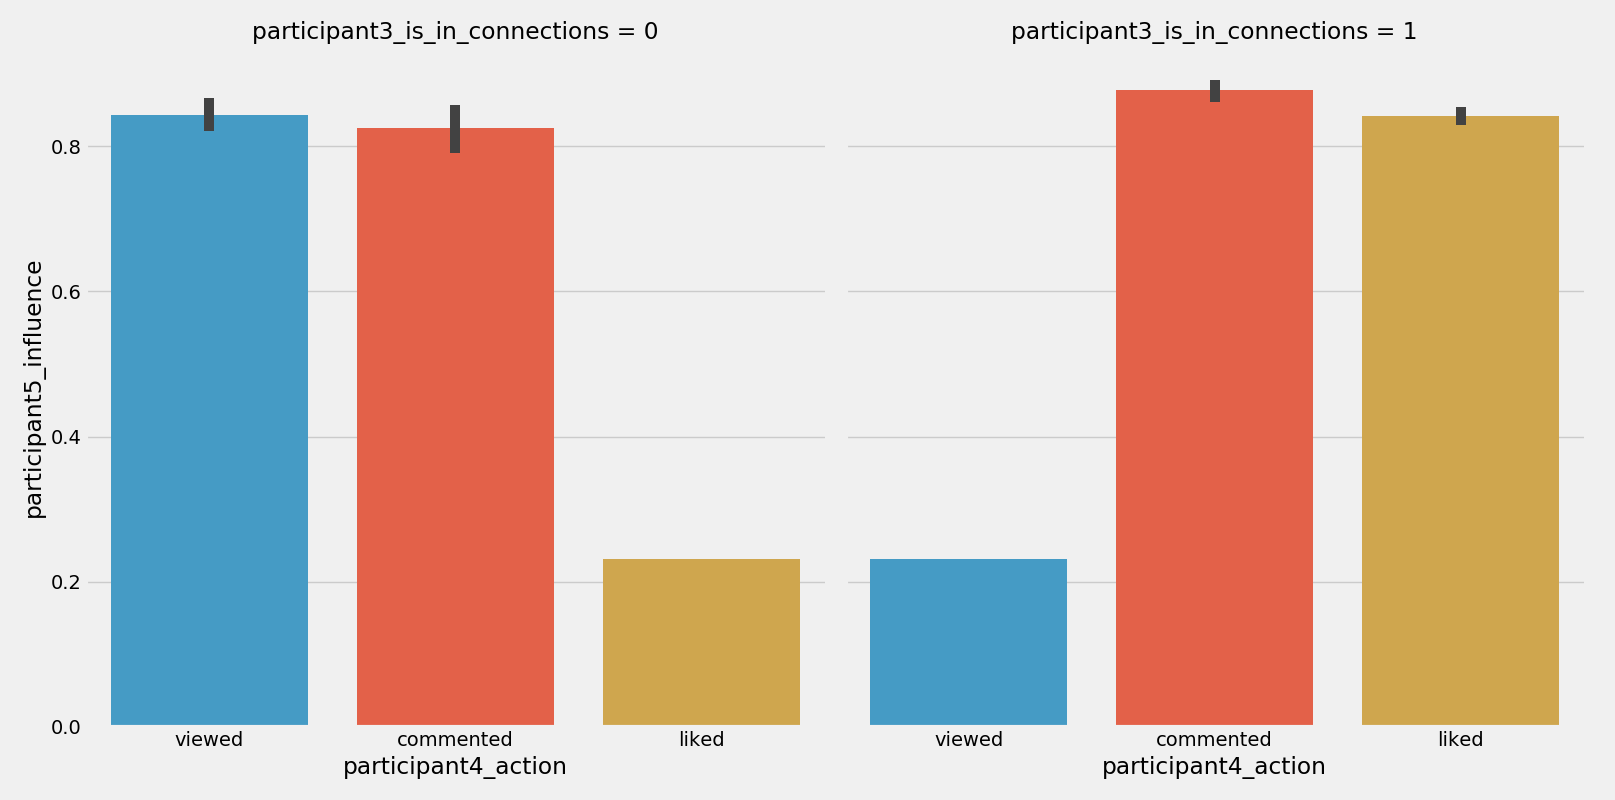 participant3_is_in_connections = 0
participant3_is_in_connections = 1
participant5_influence
0.8
0.6
0.4
0.2
0.0
viewed commented liked
viewed commented liked
participant4_action
participant4_action